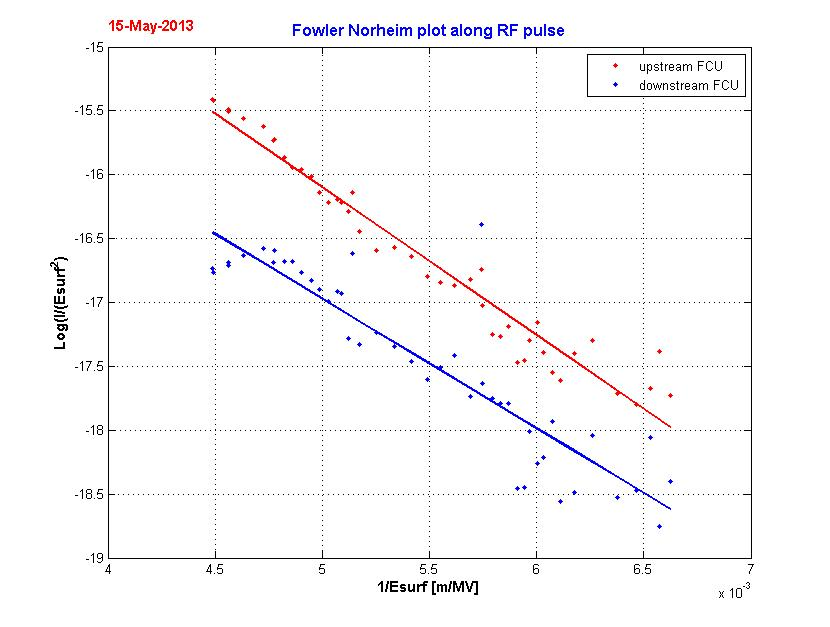 15-May-2013
Fowler Norheim plot along RF pulse
upstream FCU
downstream FCU
-15
-15.5
-16
-16.5
-17
-17.5
-18
-18.5
-19
Log(I/(Esurf²)
4
4.5
5
5.5
6
6.5
7
1/Esurf [m/MV]
x 10⁻³